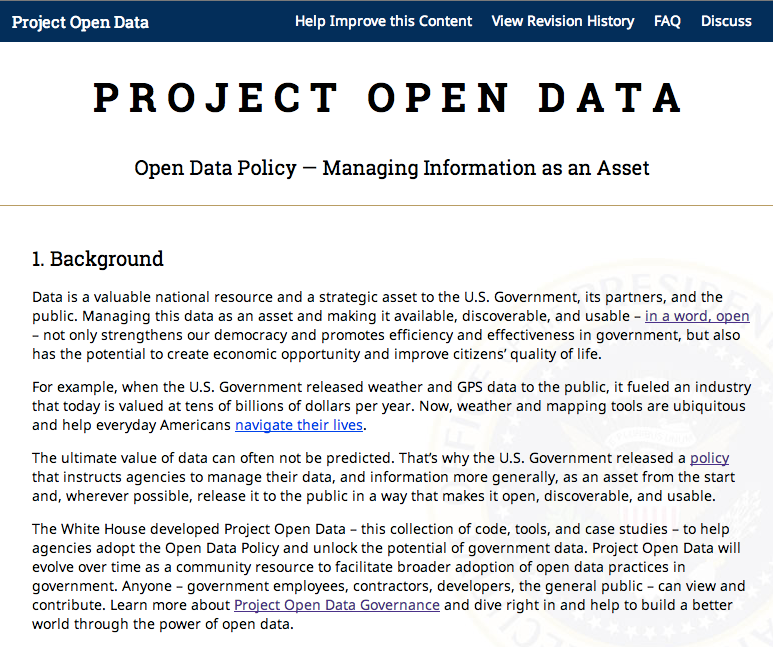 Project Open Data
Help Improve this Content
View Revision History
FAQ
Discuss
PROJECT OPEN DATA
Open Data Policy — Managing Information as an Asset
1. Background
Data is a valuable national resource and a strategic asset to the U.S. Government, its partners, and the
public. Managing this data as an asset and making it available, discoverable, and usable – in a word, open
– not only strengthens our democracy and promotes efficiency and effectiveness in government, but also
has the potential to create economic opportunity and improve citizens’ quality of life.
For example, when the U.S. Government released weather and GPS data to the public, it fueled an industry
that today is valued at tens of billions of dollars per year. Now, weather and mapping tools are ubiquitous
and help everyday Americans navigate their lives.
The ultimate value of data can often not be predicted. That’s why the U.S. Government released a policy
that instructs agencies to manage their data, and information more generally, as an asset from the start
and, wherever possible, release it to the public in a way that makes it open, discoverable, and usable.
The White House developed Project Open Data – this collection of code, tools, and case studies – to help
agencies adopt the Open Data Policy and unlock the potential of government data. Project Open Data will
evolve over time as a community resource to facilitate broader adoption of open data practices in
government. Anyone – government employees, contractors, developers, the general public – can view and
contribute. Learn more about Project Open Data Governance and dive right in and help to build a better
world through the power of open data.